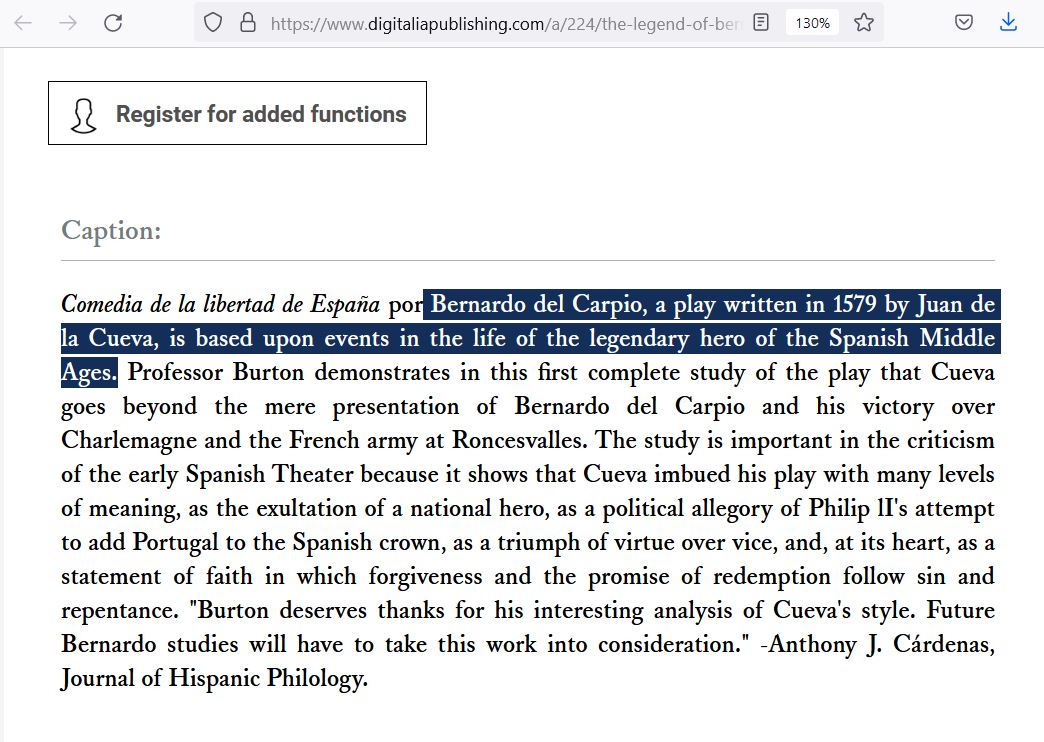 https://www.digitaliapublishing.com/a/224/the-legend-of-ber
130%
Register for added functions
Caption:
Comedia de la libertad de España por Bernardo del Carpio, a play written in 1579 by Juan de
la Cueva, is based upon events in the life of the legendary hero of the Spanish Middle
Ages. Professor Burton demonstrates in this first complete study of the play that Cueva
goes beyond the mere presentation of Bernardo del Carpio and his victory over
Charlemagne and the French army at Roncesvalles. The study is important in the criticism
of the early Spanish Theater because it shows that Cueva imbued his play with many levels
of meaning, as the exultation of a national hero, as a political allegory of Philip lI's attempt
to add Portugal to the Spanish crown, as a triumph of virtue over vice, and, at its heart, as a
statement of faith in which forgiveness and the promise of redemption follow sin and
repentance. "Burton deserves thanks for his interesting analysis of Cueva's style. Future
Bernardo studies will have to take this work into consideration." -Anthony J. Cárdenas,
Journal of Hispanic Philology.